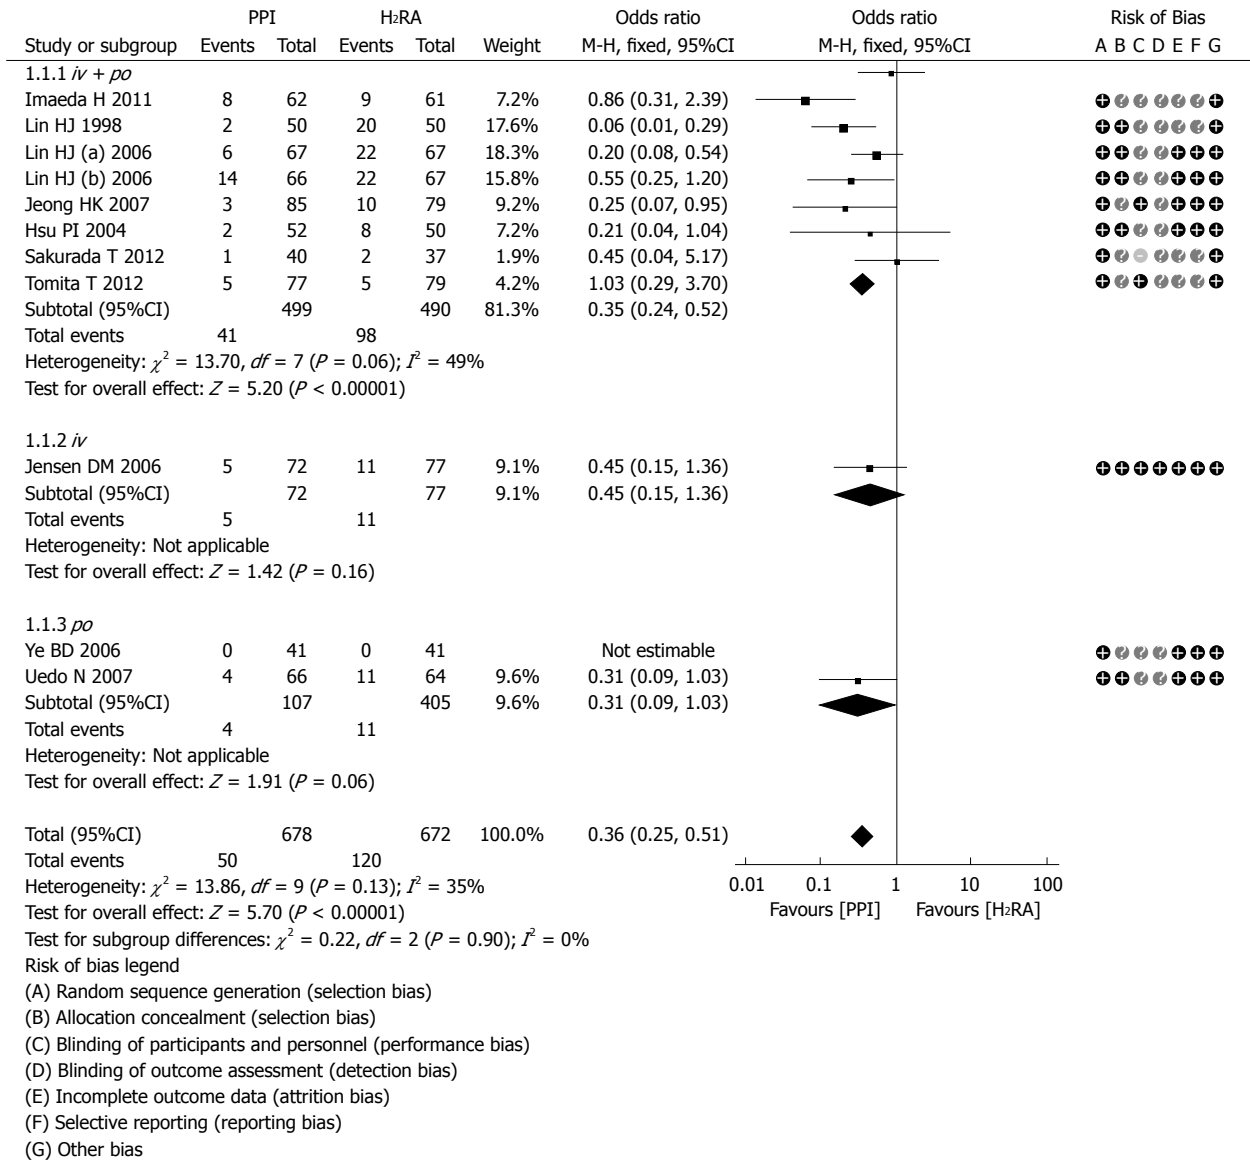 PPI H2RA Odds ratio Odds ratio Risk of Bias
Study or subgroup Events Total Events Total Weight M-H, fixed, 95%CI M-H, fixed, 95%CI A B C D E F G
1.1.1 iv + po
Imaeda H 2011 8 62 9 61 7.2% 0.86 (0.31, 2.39) + ? ? ? ? ? +
Lin HJ 1998 2 50 20 50 17.6% 0.06 (0.01, 0.29) + + ? ? ? ? +
Lin HJ (a) 2006 6 67 22 67 18.3% 0.20 (0.08, 0.54) + + ? ? + + +
Lin HJ (b) 2006 14 66 22 67 15.8% 0.55 (0.25, 1.20) + + ? ? + + +
Jeong HK 2007 3 85 10 79 9.2% 0.25 (0.07, 0.95) + ? + ? + + +
Hsu PI 2004 2 52 8 50 7.2% 0.21 (0.04, 1.04) + + ? ? + + +
Sakurada T 2012 1 40 2 37 1.9% 0.45 (0.04, 5.17) + ? - ? ? ? +
Tomita T 2012 5 77 5 79 4.2% 1.03 (0.29, 3.70) + ? + ? ? ? +
Subtotal (95%CI) 499 490 81.3% 0.35 (0.24, 0.52)
Total events 41 98
Heterogeneity: χ² = 13.70, df = 7 (P = 0.06); I² = 49%
Test for overall effect: Z = 5.20 (P < 0.00001)
1.1.2 iv
Jensen DM 2006 5 72 11 77 9.1% 0.45 (0.15, 1.36) + + + + + + +
Subtotal (95%CI) 72 77 9.1% 0.45 (0.15, 1.36)
Total events 5 11
Heterogeneity: Not applicable
Test for overall effect: Z = 1.42 (P = 0.16)
1.1.3 po
Ye BD 2006 0 41 0 41 Not estimable + ? ? ? + + +
Uedo N 2007 4 66 11 64 9.6% 0.31 (0.09, 1.03) + + ? ? + + +
Subtotal (95%CI) 107 405 9.6% 0.31 (0.09, 1.03)
Total events 4 11
Heterogeneity: Not applicable
Test for overall effect: Z = 1.91 (P = 0.06)
Total (95%CI) 678 672 100.0% 0.36 (0.25, 0.51)
Total events 50 120
Heterogeneity: χ² = 13.86, df = 9 (P = 0.13); I² = 35%
0.01 0.1 1 10 100
Test for overall effect: Z = 5.70 (P < 0.00001)
Favours [PPI] Favours [H2RA]
Test for subgroup differences: χ² = 0.22, df = 2 (P = 0.90); I² = 0%
Risk of bias legend
(A) Random sequence generation (selection bias)
(B) Allocation concealment (selection bias)
(C) Blinding of participants and personnel (performance bias)
(D) Blinding of outcome assessment (detection bias)
(E) Incomplete outcome data (attrition bias)
(F) Selective reporting (reporting bias)
(G) Other bias